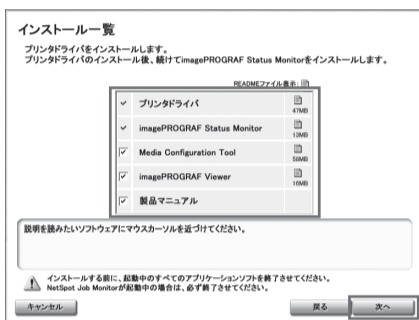 インストール一覧
プリンタドライバをインストールします。
プリンタドライバのインストール後、続けてimagePROGRAF Status Monitorをインストールします。
READMEファイル表示:
プリンタドライバ
47MB
imagePROGRAF Status Monitor
13MB
Media Configuration Tool
58MB
imagePROGRAF Viewer
16MB
製品マニュアル
説明を読みたいソフトウェアにマウスカーソルを近づけてください。
インストールする前に、起動中のすべてのアプリケーションソフトを終了させてください。
NetSpot Job Monitorが起動中の場合は、必ず終了させてください。
キャンセル 戻る 次へ